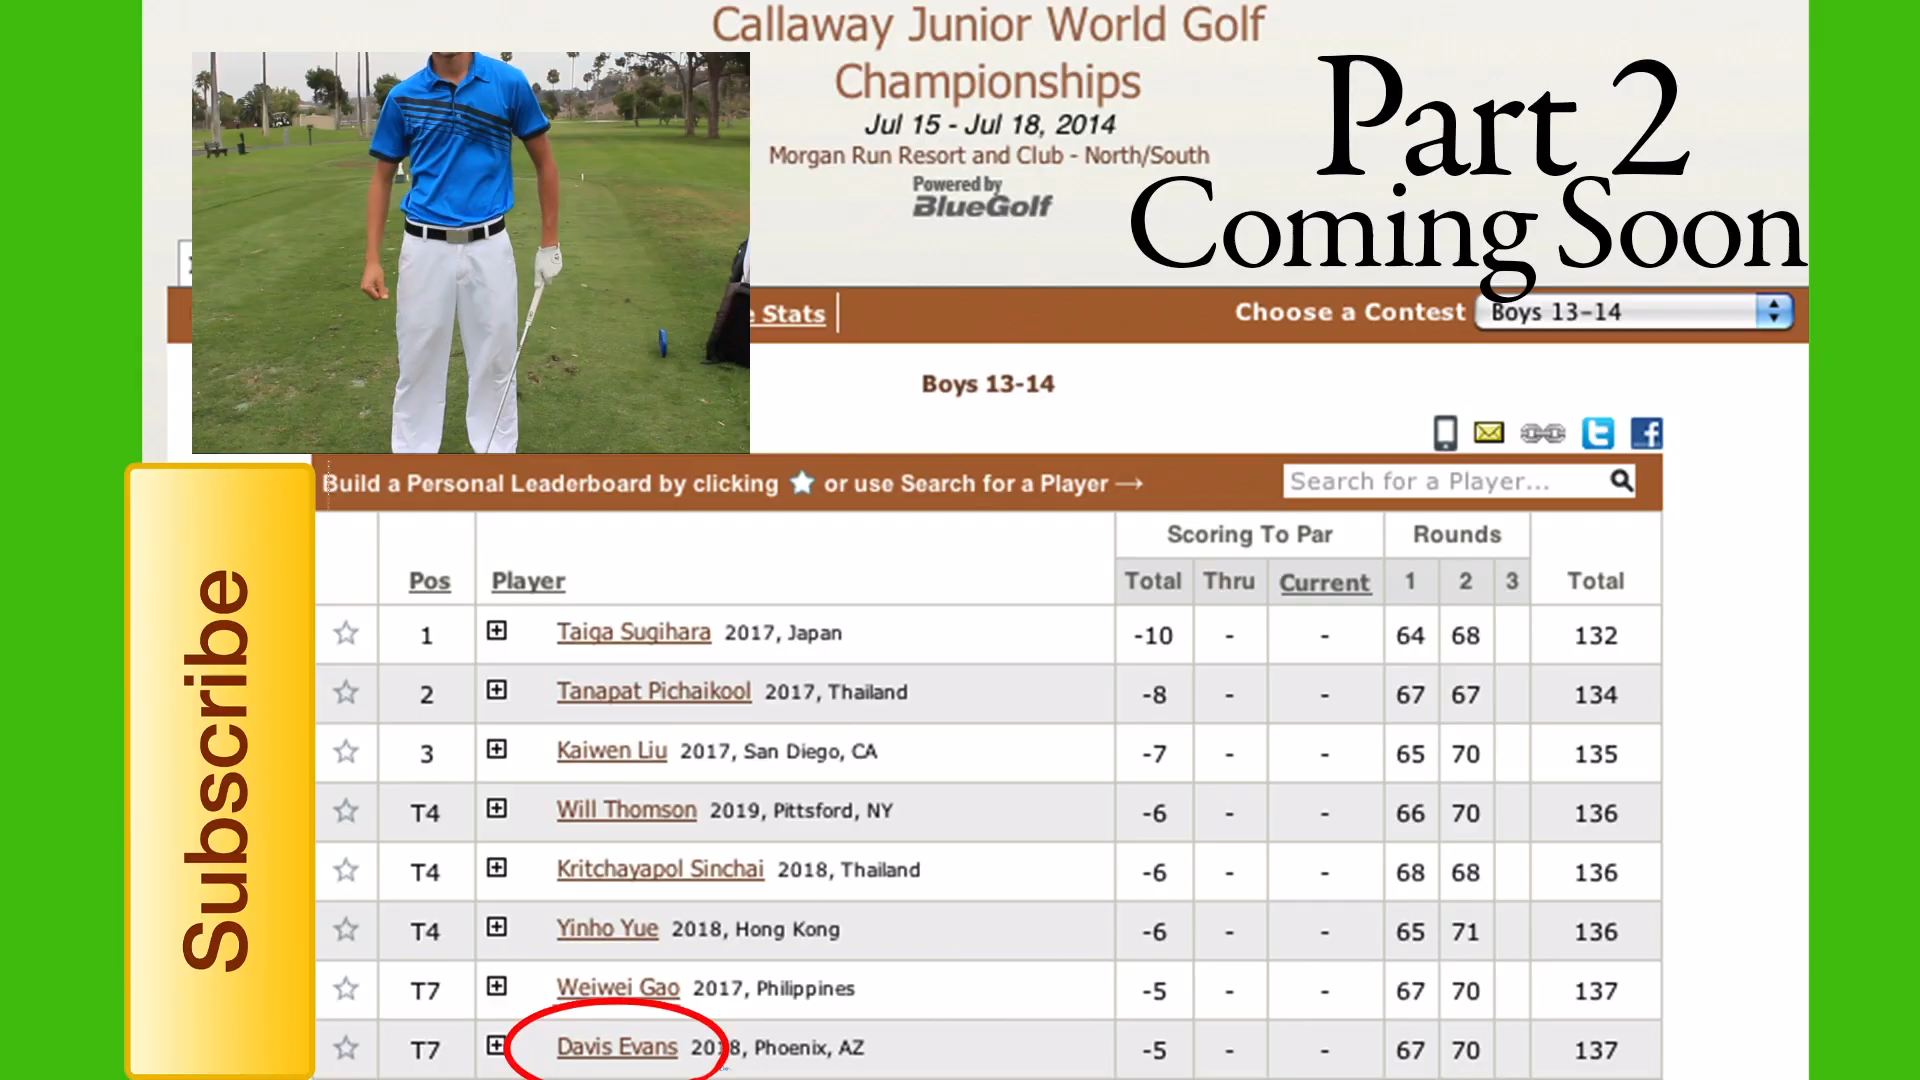 Callaway Junior World Golf
Championships
Jul 15 - Jul 18, 2014
Morgan Run Resort and Club - North/South
Powered by
BlueGolf
Part 2
Coming Soon
Stats
Choose a Contest Boys 13-14
Boys 13-14
Build a Personal Leaderboard by clicking or use Search for a Player → Search for a Player...
Subscribe
Scoring To Par Rounds
Pos Player Total Thru Current 1 2 3 Total
1 Taiga Sugihara 2017, Japan -10 - - 64 68 132
2 Tanapat Pichaikool 2017, Thailand -8 - - 67 67 134
3 Kaiwen Liu 2017, San Diego, CA -7 - - 65 70 135
T4 Will Thomson 2019, Pittsford, NY -6 - - 66 70 136
T4 Kritchayapol Sinchai 2018, Thailand -6 - - 68 68 136
T4 Yinho Yue 2018, Hong Kong -6 - - 65 71 136
T7 Weiwei Gao 2017, Philippines -5 - - 67 70 137
T7 Davis Evans 2018, Phoenix, AZ -5 - - 67 70 137